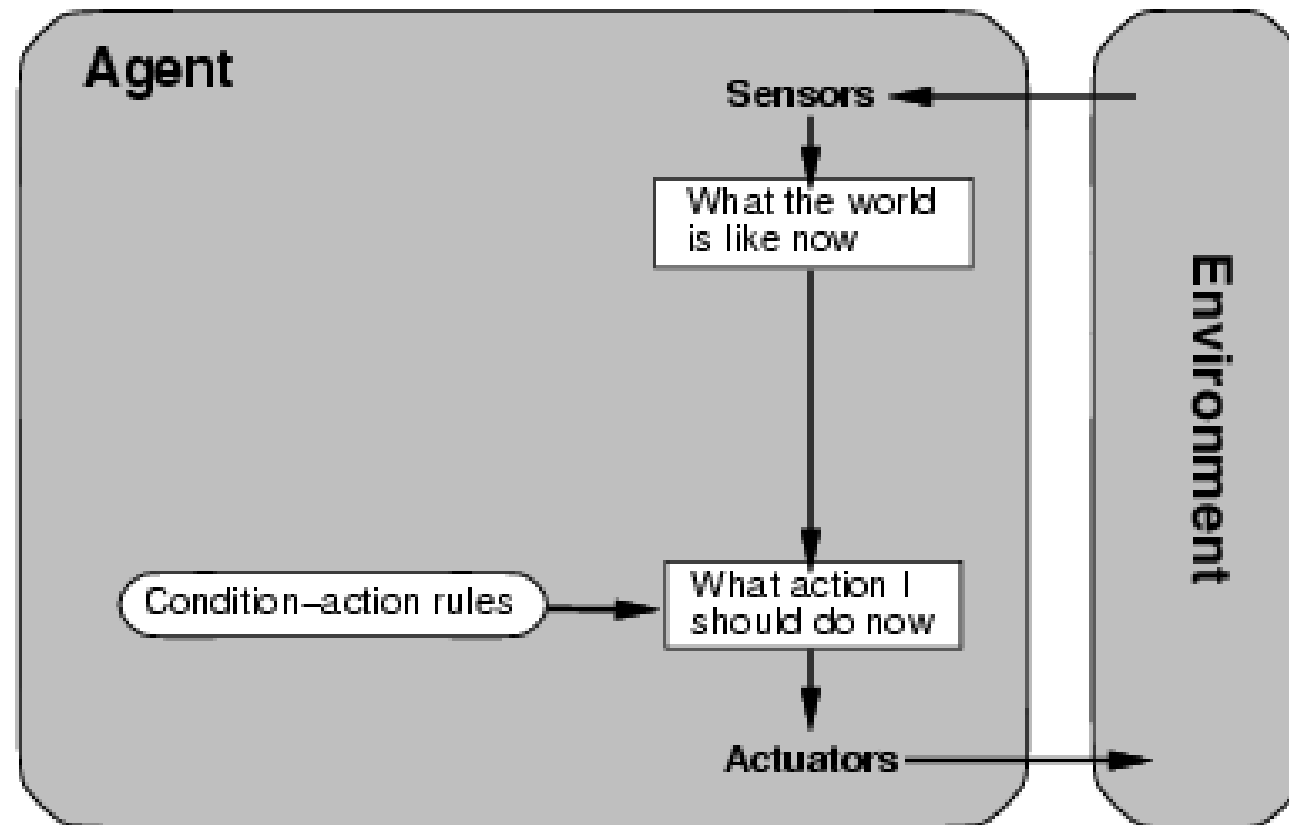 Agent
Sensors
What the world
is like now
Environment
Condition–action rules
What action I
should do now
Actuators